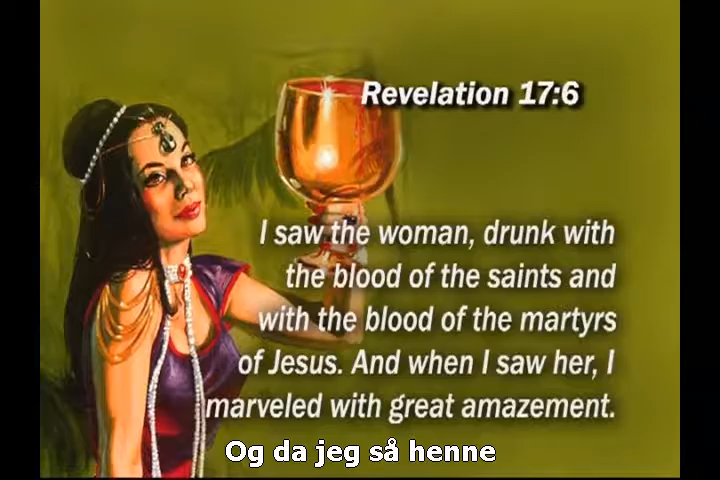 Revelation 17:6
I saw the woman, drunk with
the blood of the saints and
with the blood of the martyrs
of Jesus. And when I saw her, I
marveled with great amazement.
Og da jeg så henne